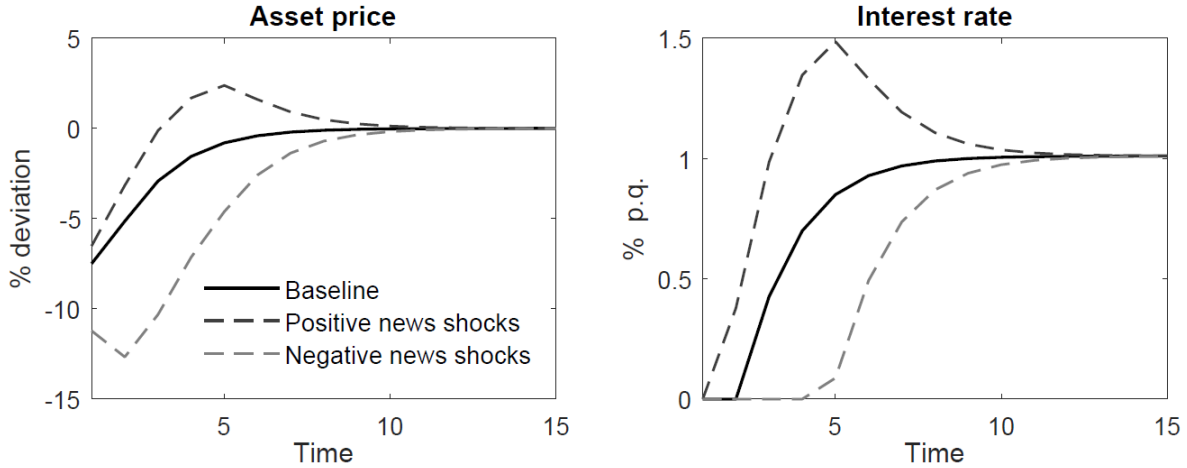 Asset price
5
0
-5
-10
-15
% deviation
5
10
15
Time
Baseline
Positive news shocks
Negative news shocks
Interest rate
1.5
1
0.5
0
% p.q.
5
10
15
Time